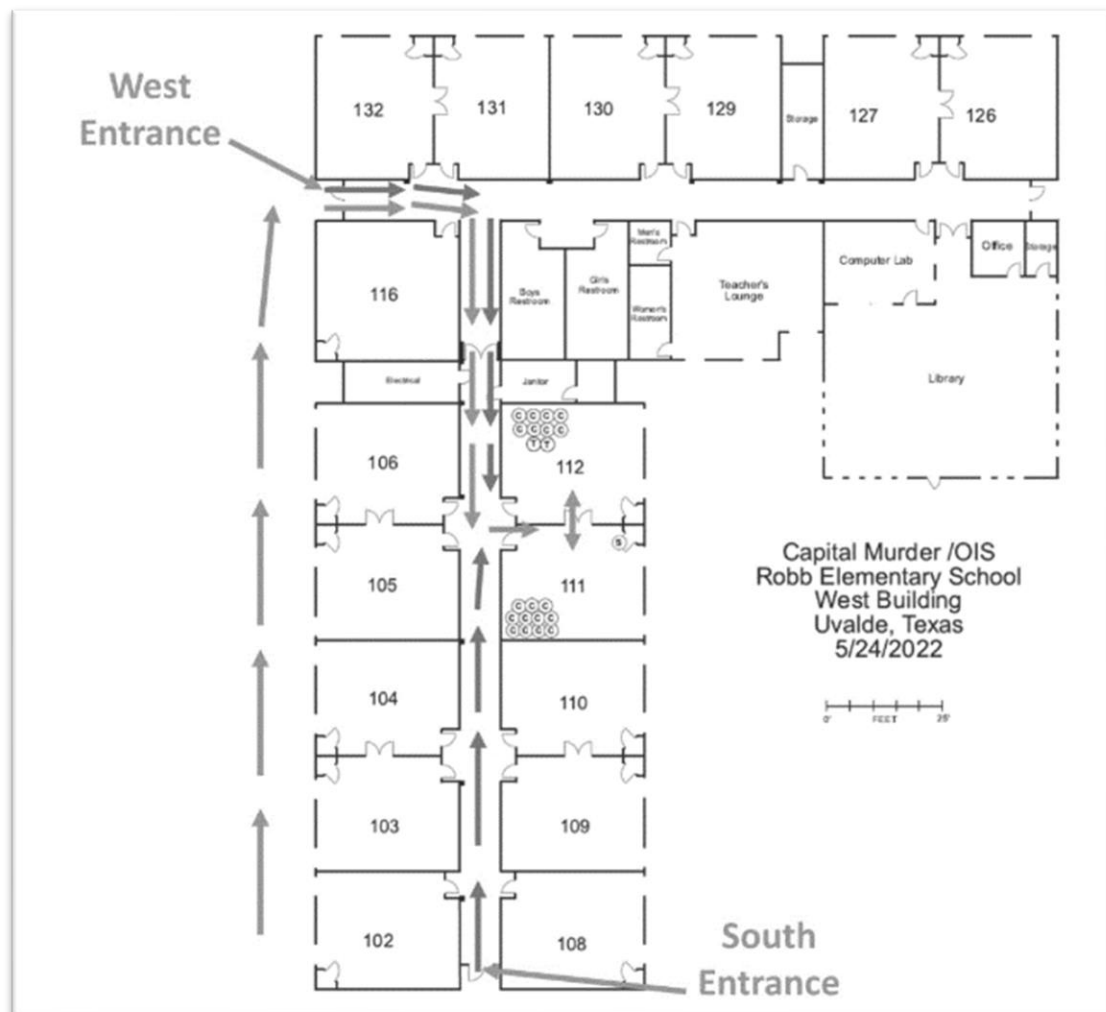 West
Entrance
132
131
130
129
Storage
127
126
116
Boys
Restroom
Girls
Restroom
Men's
Restroom
Women's
Restroom
Teacher's
Lounge
Computer Lab
Office
Storage
Library
Electrical
Janitor
C C C C
C C C C
T T
106
112
S
105
111
C C C
C C C C
C C C C
104
110
103
109
102
108
Capital Murder /OIS
Robb Elementary School
West Building
Uvalde, Texas
5/24/2022
0' FEET 25'
South
Entrance